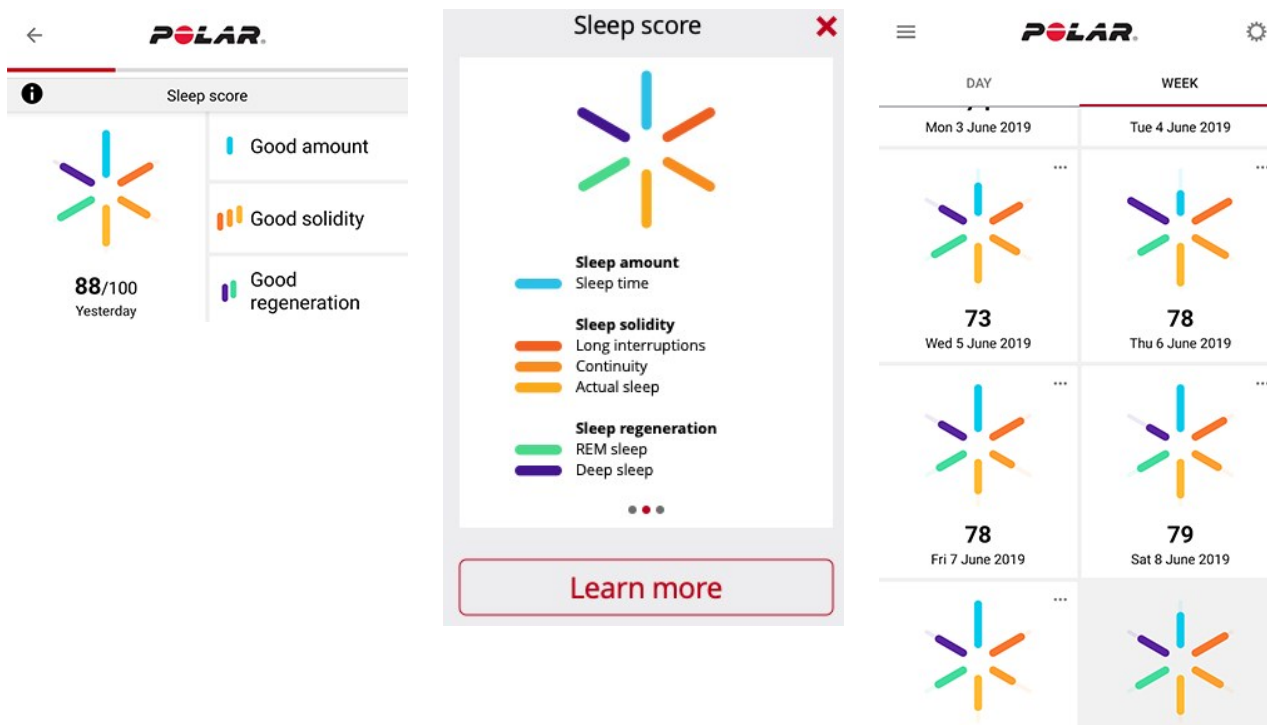 POLAR
Sleep score
Good amount
Good solidity
Good
regeneration
88/100
Yesterday
Sleep score
Sleep amount
Sleep time
Sleep solidity
Long interruptions
Continuity
Actual sleep
Sleep regeneration
REM sleep
Deep sleep
Learn more
POLAR
DAY
WEEK
Mon 3 June 2019
Tue 4 June 2019
73
Wed 5 June 2019
78
Thu 6 June 2019
78
Fri 7 June 2019
79
Sat 8 June 2019